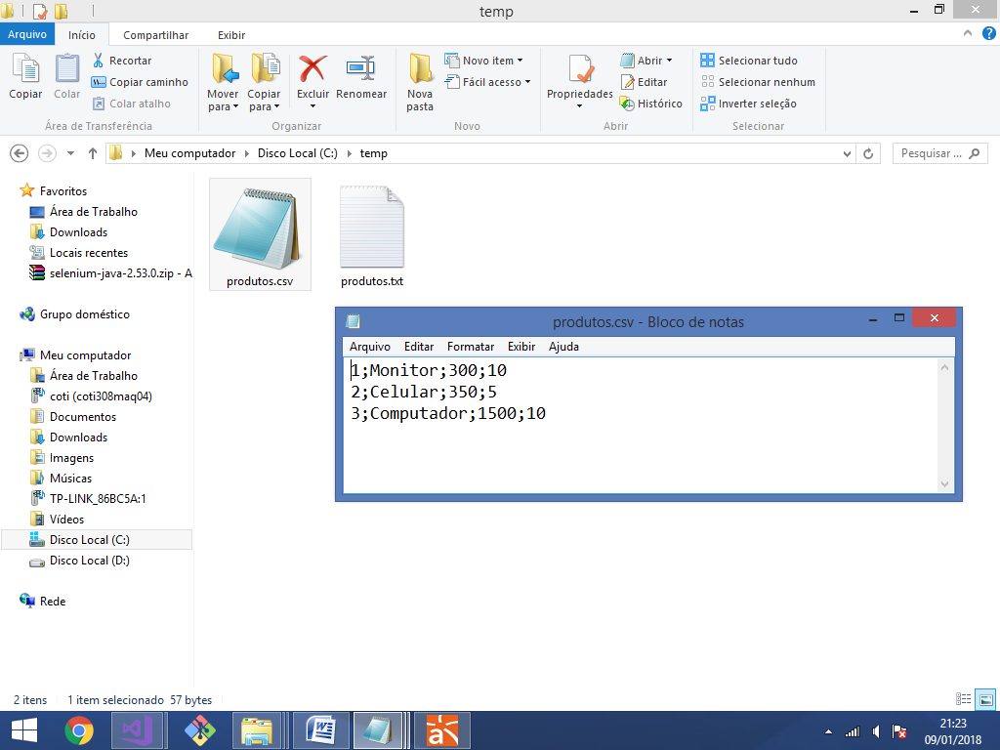 temp
Arquivo Início Compartilhar Exibir
Copiar
Colar
Recortar
Copiar caminho
Colar atalho
Área de Transferência
Mover para
Copiar para
Excluir
Renomear
Organizar
Nova pasta
Novo item
Fácil acesso
Novo
Propriedades
Abrir
Editar
Histórico
Abrir
Selecionar tudo
Selecionar nenhum
Inverter seleção
Selecionar
Meu computador Disco Local (C:) temp
Pesquisar ...
Favoritos
Área de Trabalho
Downloads
Locais recentes
selenium-java-2.53.0.zip - A
Grupo doméstico
Meu computador
Área de Trabalho
coti (coti308maq04)
Documentos
Downloads
Imagens
Músicas
TP-LINK_86BC5A:1
Vídeos
Disco Local (C:)
Disco Local (D:)
Rede
produtos.csv
produtos.txt
produtos.csv - Bloco de notas
Arquivo Editar Formatar Exibir Ajuda
1;Monitor;300;10
2;Celular;350;5
3;Computador;1500;10
2 itens 1 item selecionado 57 bytes
21:23
09/01/2018